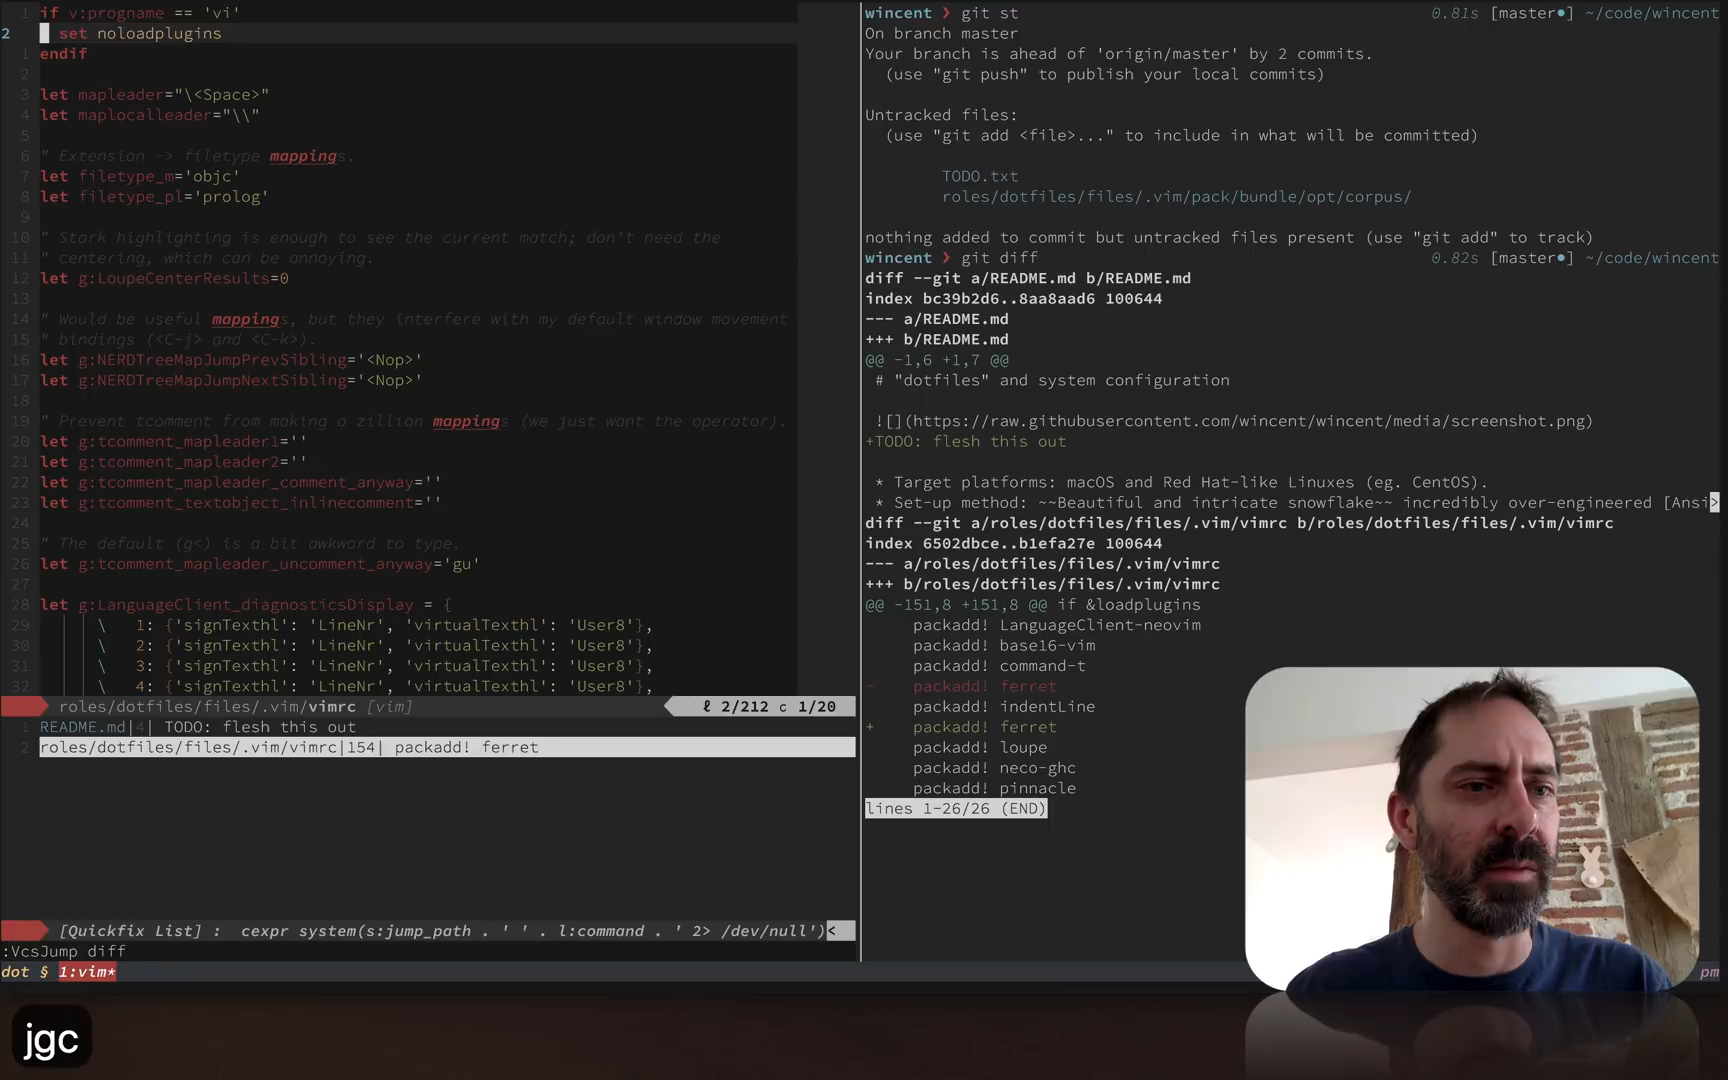 1 if v:progname == 'vi'
2 set noloadplugins
1 endif
2
3 let mapleader="\<Space>"
4 let maplocalleader="\\"
5
6 " Extension -> filetype mappings.
7 let filetype_m='objc'
8 let filetype_pl='prolog'
9
10 " Stark highlighting is enough to see the current match; don't need the
11 " centering, which can be annoying.
12 let g:LoupeCenterResults=0
13
14 " Would be useful mappings, but they interfere with my default window movement
15 " bindings (<C-j> and <C-k>).
16 let g:NERDTreeMapJumpPrevSibling='<Nop>'
17 let g:NERDTreeMapJumpNextSibling='<Nop>'
18
19 " Prevent tcomment from making a zillion mappings (we just want the operator).
20 let g:tcomment_mapleader1=''
21 let g:tcomment_mapleader2=''
22 let g:tcomment_mapleader_comment_anyway=''
23 let g:tcomment_textobject_inlinecomment=''
24
25 " The default (g<) is a bit awkward to type.
26 let g:tcomment_mapleader_uncomment_anyway='gu'
27
28 let g:LanguageClient_diagnosticsDisplay = {
29 \ 1: {'signTexthl': 'LineNr', 'virtualTexthl': 'User8'},
30 \ 2: {'signTexthl': 'LineNr', 'virtualTexthl': 'User8'},
31 \ 3: {'signTexthl': 'LineNr', 'virtualTexthl': 'User8'},
32 \ 4: {'signTexthl': 'LineNr', 'virtualTexthl': 'User8'},
roles/dotfiles/files/.vim/vimrc [vim] ℓ 2/212 c 1/20
1 README.md|4| TODO: flesh this out
2 roles/dotfiles/files/.vim/vimrc|154| packadd! ferret
[Quickfix List] : cexpr system(s:jump_path . ' ' . l:command . ' 2> /dev/null')<
:VcsJump diff
dot § 1:vim*
wincent ❯ git st 0.81s [master●] ~/code/wincent
On branch master
Your branch is ahead of 'origin/master' by 2 commits.
(use "git push" to publish your local commits)
Untracked files:
(use "git add <file>..." to include in what will be committed)
TODO.txt
roles/dotfiles/files/.vim/pack/bundle/opt/corpus/
nothing added to commit but untracked files present (use "git add" to track)
wincent ❯ git diff 0.82s [master●] ~/code/wincent
diff --git a/README.md b/README.md
index bc39b2d6..8aa8aad6 100644
--- a/README.md
+++ b/README.md
@@ -1,6 +1,7 @@
# "dotfiles" and system configuration
![](https://raw.githubusercontent.com/wincent/wincent/media/screenshot.png)
+TODO: flesh this out
* Target platforms: macOS and Red Hat-like Linuxes (eg. CentOS).
* Set-up method: ~~Beautiful and intricate snowflake~~ incredibly over-engineered [Ansi>
diff --git a/roles/dotfiles/files/.vim/vimrc b/roles/dotfiles/files/.vim/vimrc
index 6502dbce..b1efa27e 100644
--- a/roles/dotfiles/files/.vim/vimrc
+++ b/roles/dotfiles/files/.vim/vimrc
@@ -151,8 +151,8 @@ if &loadplugins
packadd! LanguageClient-neovim
packadd! base16-vim
packadd! command-t
- packadd! ferret
packadd! indentLine
+ packadd! ferret
packadd! loupe
packadd! neco-ghc
packadd! pinnacle
lines 1-26/26 (END)
pm
jgc